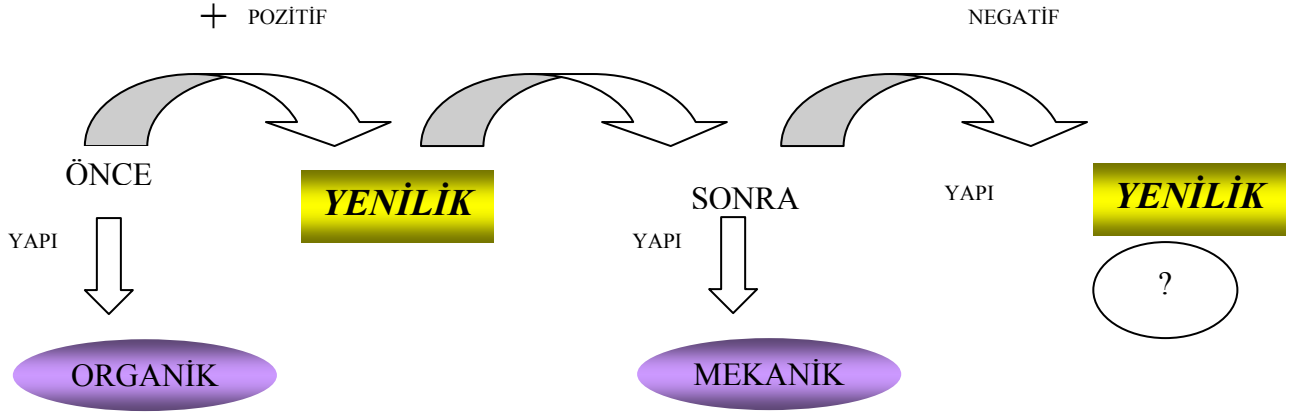 + POZİTİF
NEGATİF
ÖNCE
YENİLİK
SONRA
YAPI
YENİLİK
YAPI
YAPI
?
ORGANİK
MEKANİK